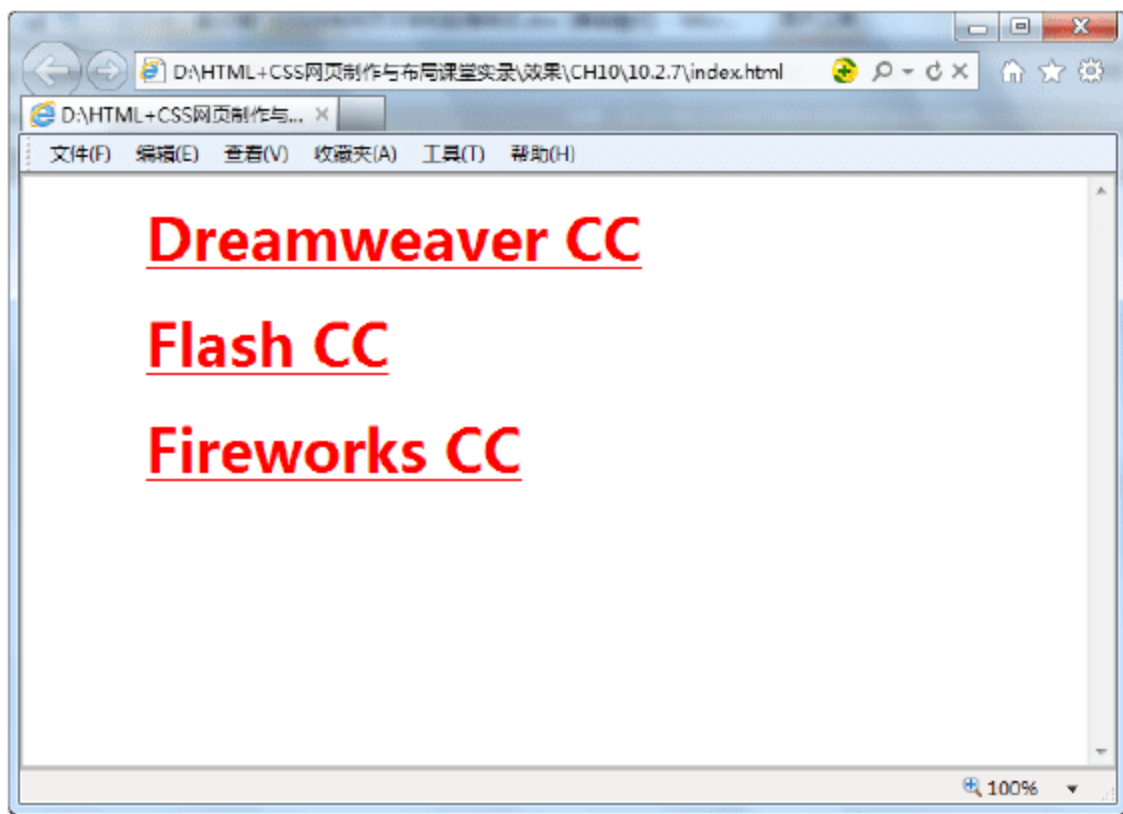 D:\HTML+CSS网页制作与布局课堂实录\效果\CH10\10.2.7\index.html
D:\HTML+CSS网页制作与...
文件(F) 编辑(E) 查看(V) 收藏夹(A) 工具(T) 帮助(H)
Dreamweaver CC
Flash CC
Fireworks CC
100%